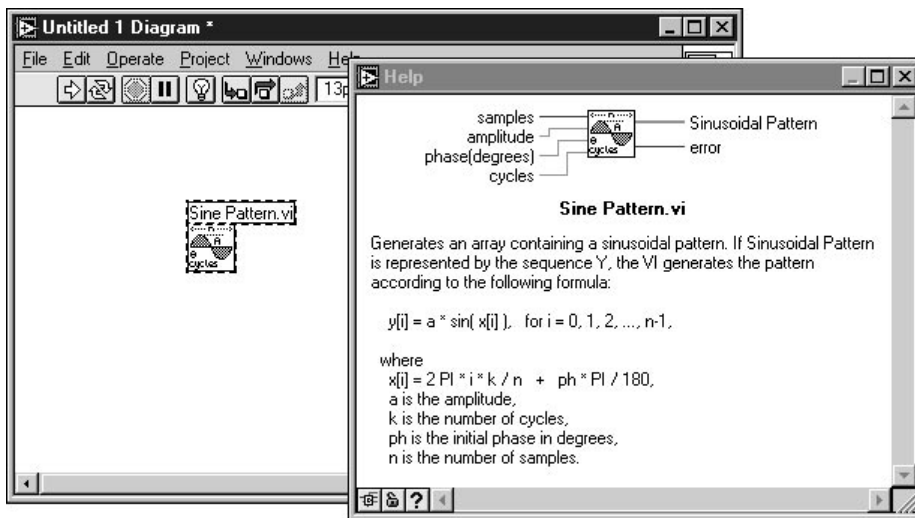 Untitled 1 Diagram *
File Edit Operate Project Windows
Sine Pattern.vi
n
A
θ
cycles
Help
samples
amplitude
phase(degrees)
cycles
n
A
θ
cycles
Sinusoidal Pattern
error
Sine Pattern.vi
Generates an array containing a sinusoidal pattern. If Sinusoidal Pattern
is represented by the sequence Y, the VI generates the pattern
according to the following formula:
y[i] = a * sin( x[i] ), for i = 0, 1, 2, ..., n-1,
where
x[i] = 2 PI * i * k / n + ph * PI / 180,
a is the amplitude,
k is the number of cycles,
ph is the initial phase in degrees,
n is the number of samples.
?